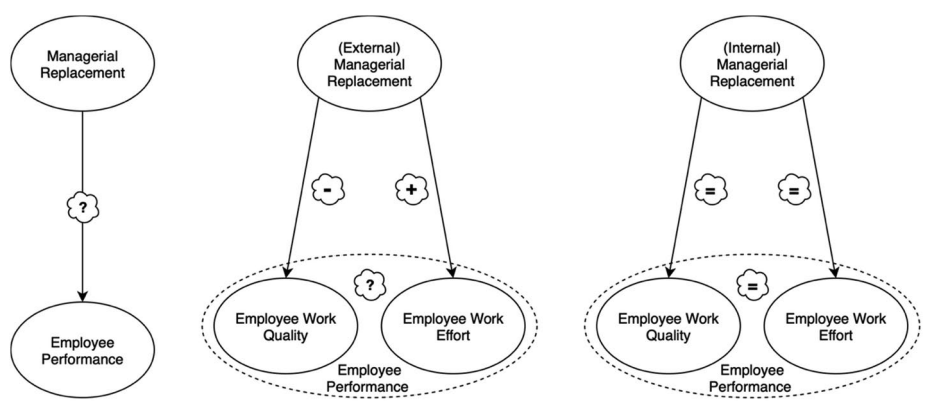 Managerial
Replacement
?
Employee
Performance
(External)
Managerial
Replacement
-
+
?
Employee Work
Quality
Employee Work
Effort
Employee
Performance
(Internal)
Managerial
Replacement
=
=
=
Employee Work
Quality
Employee Work
Effort
Employee
Performance